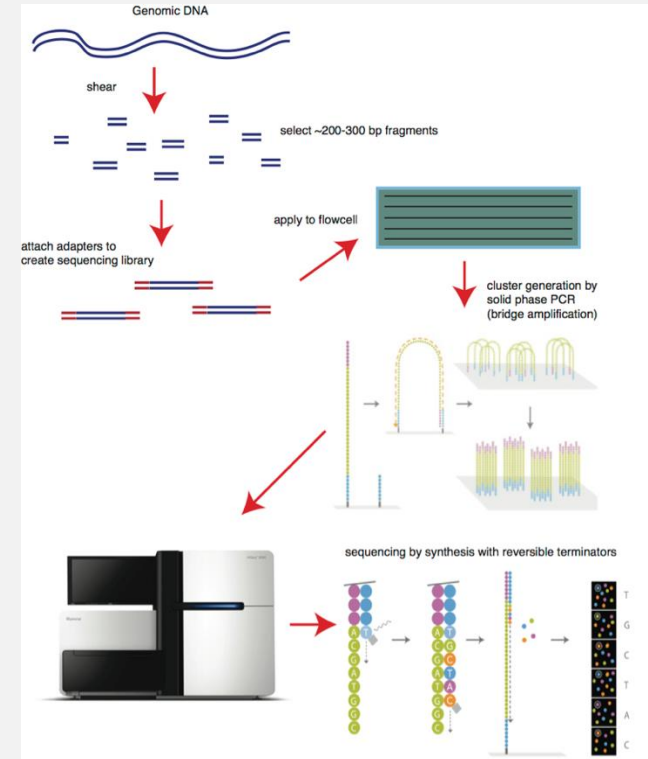 Genomic DNA
shear
select ~200-300 bp fragments
apply to flowcell
attach adapters to
create sequencing library
cluster generation by
solid phase PCR
(bridge amplification)
sequencing by synthesis with reversible terminators
A T
C
G
A
T
G
G
C
A T
C G
G C
A T
T A
G C
G
C
T
G
C
T
A
C